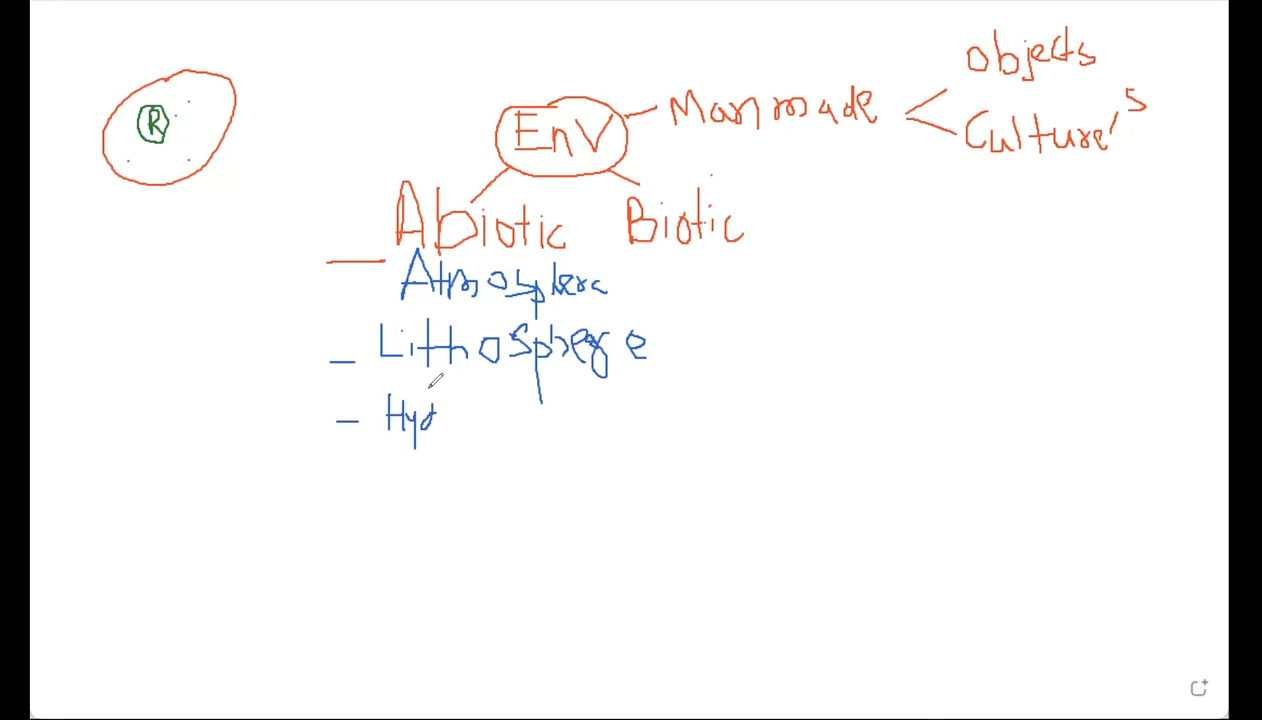 R
objects
Env
Manmade
Culture's
Abiotic
Biotic
Atmosphere
Lithosphere
Hyd